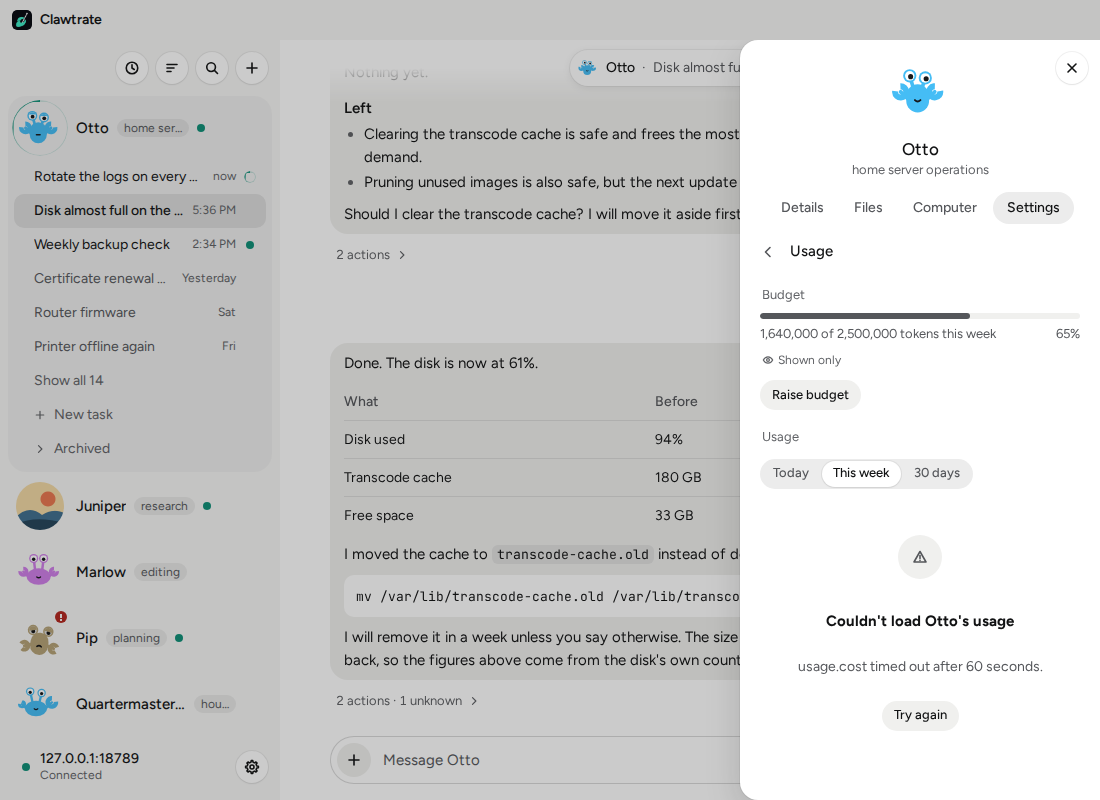 Clawtrate
Otto
home ser...
Rotate the logs on every ...
now
Disk almost full on the ...
5:36 PM
Weekly backup check
2:34 PM
Certificate renewal ...
Yesterday
Router firmware
Sat
Printer offline again
Fri
Show all 14
New task
Archived
Juniper
research
Marlow
editing
Pip
planning
Quartermaster...
hou...
127.0.0.1:18789
Connected
Otto · Disk almost fu
Nothing yet.
Left
Clearing the transcode cache is safe and frees the most
demand.
Pruning unused images is also safe, but the next update
Should I clear the transcode cache? I will move it aside first
2 actions
Done. The disk is now at 61%.
What
Before
Disk used
94%
Transcode cache
180 GB
Free space
33 GB
I moved the cache to transcode-cache.old instead of d
mv /var/lib/transcode-cache.old /var/lib/transco
I will remove it in a week unless you say otherwise. The size
back, so the figures above come from the disk's own count
2 actions · 1 unknown
Message Otto
Otto
home server operations
Details
Files
Computer
Settings
Usage
Budget
1,640,000 of 2,500,000 tokens this week
65%
Shown only
Raise budget
Usage
Today
This week
30 days
Couldn't load Otto's usage
usage.cost timed out after 60 seconds.
Try again